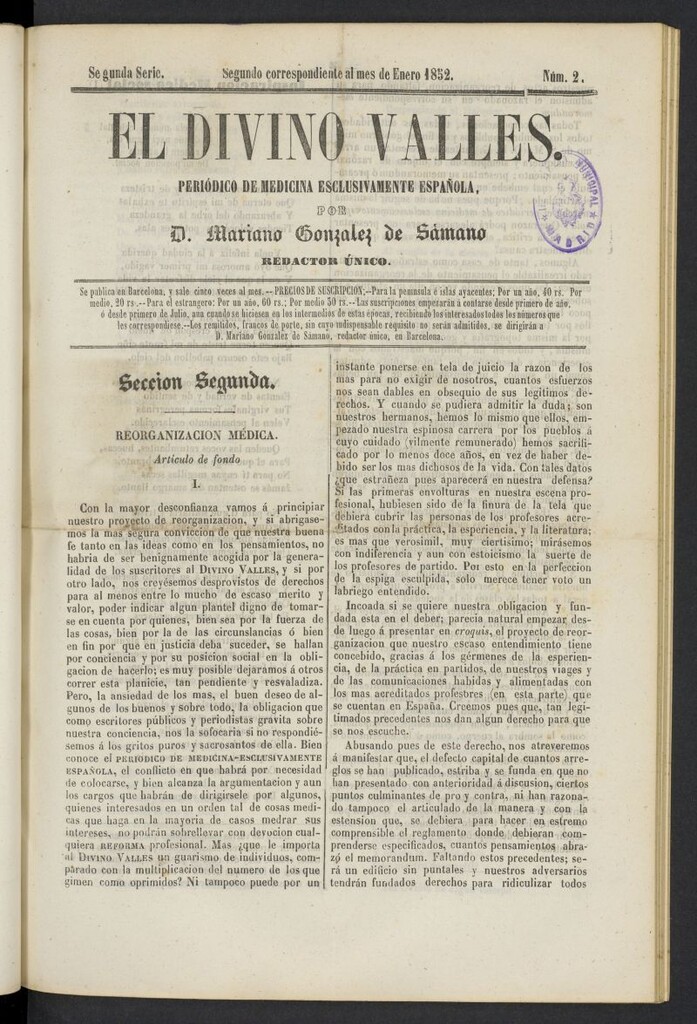 Segunda Serie. Segundo correspondiente al mes de Enero 1852. Núm. 2.
EL DIVINO VALLES.
PERIÓDICO DE MEDICINA ESCLUSIVAMENTE ESPAÑOLA,
POR
D. Mariano Gonzalez de Sámano
REDACTOR ÚNICO.
MUNICIPAL
MADRID
Se publica en Barcelona, y sale cinco veces al mes.--PRECIOS DE SUSCRIPCION;--Para la península é islas ayacentes; Por un año, 40 rs. Por
medio, 20 rs.--Para el estrangero: Por un año, 60 rs.; Por medio 30 rs.--Las suscripciones empezarán á contarse desde primero de año,
ó desde primero de Julio, aun cuando se hiciesen en los intermedios de estas épocas, recibiendo los interesados todos los números que
les correspondiese.--Los remitidos, francos de porte, sin cuyo indispensable requisito no serán admitidos, se dirigirán a
D. Mariano Gonzalez de Sámano, redactor único, en Barcelona.
Seccion Segunda.
REORGANIZACION MÉDICA.
Artículo de fondo
I.
Con la mayor desconfianza vamos á principiar
nuestro proyecto de reorganizacion, y si abrigase-
mos la mas segura conviccion de que nuestra buena
fe tanto en las ideas como en los pensamientos, no
habria de ser benignamente acogida por la genera-
lidad de los suscritores al DIVINO VALLES, y si por
otro lado, nos creyésemos desprovistos de derechos
para al menos entre lo mucho de escaso merito y
valor, poder indicar algun plantel digno de tomar-
se en cuenta por quienes, bien sea por la fuerza de
las cosas, bien por la de las circunslancias ó bien
en fin por que en justicia deba suceder, se hallan
por conciencia y por su posicion social en la obli-
gacion de hacerlo; es muy posible dejaramos á otros
correr esta planicie, tan pendiente y resvaladiza.
Pero, la ansiedad de los mas, el buen deseo de al-
gunos de los buenos y sobre todo, la obligacion que
como escritores públicos y periodistas gravita sobre
nuestra conciencia, nos la sofocaria si no respondié-
semos á los gritos puros y sacrosantos de ella. Bien
conoce el PERIODICO DE MEDICINA-ESCLUSIVAMENTE
ESPAÑOLA, el conflicto en que habrá por necesidad
de colocarse, y bien alcanza la argumentacion y aun
los cargos que habrán de dirigirsele por algunos,
quienes interesados en un orden tal de cosas medi-
cas que haga en la mayoria de casos medrar sus
intereses, no podrán sobrellevar con devocion cual-
quiera REFORMA profesional. Mas ¿que le importa
al DIVINO VALLES un guarismo de individuos, com-
parado con la multiplicacion del numero de los que
gimen como oprimidos? Ni tampoco puede por un
instante ponerse en tela de juicio la razon de los
mas para no exigir de nosotros, cuantos esfuerzos
nos sean dables en obsequio de sus legitimos de-
rechos. Y cuando se pudiera admitir la duda; son
nuestros hermanos, hemos lo mismo que ellos, em-
pezado nuestra espinosa carrera por los pueblos á
cuyo cuidado (vilmente remunerado) hemos sacrifi-
cado por lo menos doce años, en vez de haber de-
bido ser los mas dichosos de la vida. Con tales datos
¿que estrañeza pues aparecerá en nuestra defensa?
Si las primeras envolturas en nuestra escena pro-
fesional, hubiesen sido de la finura de la tela que
debiera cubrir las personas de los profesores acre-
ditados con la práctica, la esperiencia, y la literatura;
es mas que verosimil, muy ciertísimo; mirásemos
con indiferencia y aun con estoicismo la suerte de
los profesores de partido. Por esto en la perfeccion
de la espiga esculpida, solo merece tener voto un
labriego entendido.
Incoada si se quiere nuestra obligacion y fun-
dada esta en el deber; parecia natural empezar des-
de luego á presentar en croquis, el proyecto de reor-
ganizacion que nuestro escaso entendimiento tiene
concebido, gracias á los gérmenes de la esperien-
cia, de la práctica en partidos, de nuestros viages y
de las comunicaciones habidas y alimentadas con
los mas acreditados profesores (en esta parte) que
se cuentan en España. Creemos pues que, tan legi-
timados precedentes nos dan algun derecho para que
se nos escuche.
Abusando pues de este derecho, nos atreveremos
á manifestar que, el defecto capital de cuantos arre-
glos se han publicado, estriba y se funda en que no
han presentado con anterioridad á discusion, ciertos
puntos culminantes de pro y contra, ni han razona-
do tampoco el articulado de la manera y con la
estension que, se debiera para hacer en estremo
comprensible el reglamento donde debieran com-
prenderse especificados, cuantos pensamientos abra-
zó el memorandum. Faltando estos precedentes; se-
rá un edificio sin puntales y nuestros adversarios
tendrán fundados derechos para ridiculizar todos